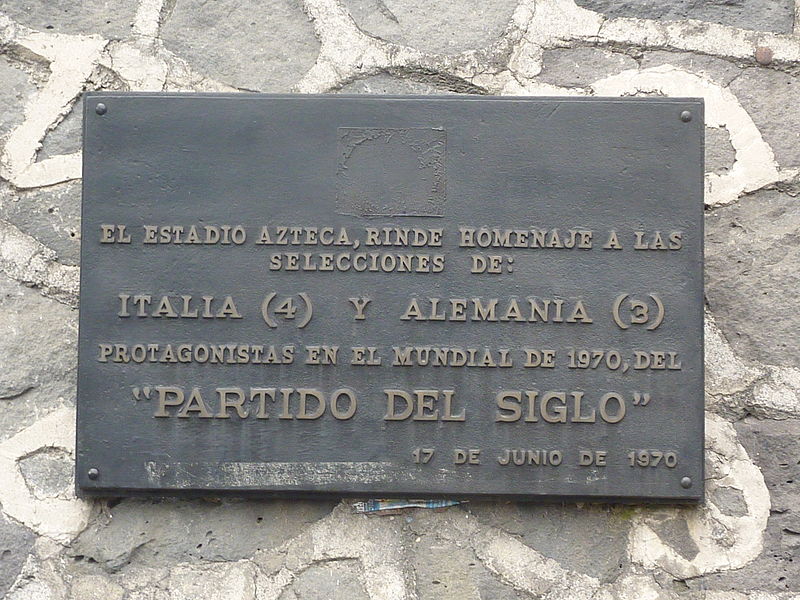 EL ESTADIO AZTECA, RINDE HOMENAJE A LAS
SELECCIONES DE:
ITALIA (4) Y ALEMANIA (3)
PROTAGONISTAS EN EL MUNDIAL DE 1970, DEL
"PARTIDO DEL SIGLO"
17 DE JUNIO DE 1970